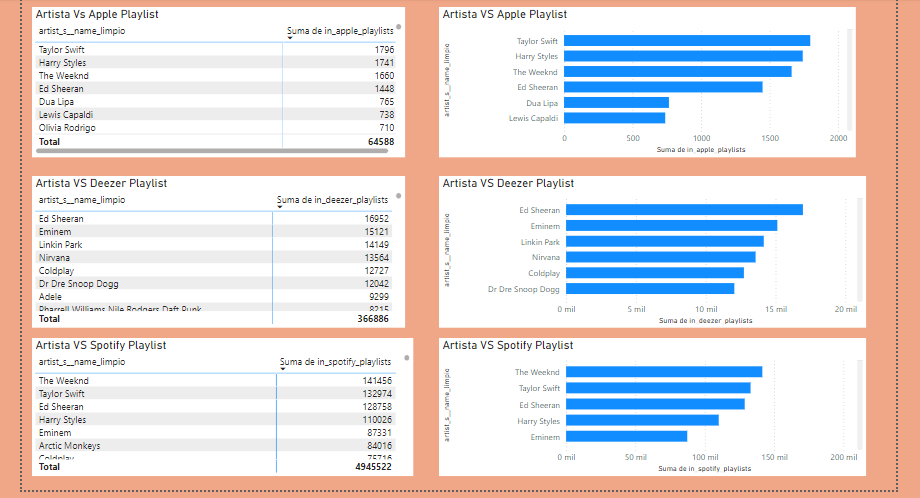 Artista Vs Apple Playlist
artist_s__name_limpio Suma de in_apple_playlists
Taylor Swift 1796
Harry Styles 1741
The Weeknd 1660
Ed Sheeran 1448
Dua Lipa 765
Lewis Capaldi 738
Olivia Rodrigo 710
Total 64588
Artista VS Apple Playlist
artist_s__name_limpio
Taylor Swift
Harry Styles
The Weeknd
Ed Sheeran
Dua Lipa
Lewis Capaldi
0 500 1000 1500 2000
Suma de in_apple_playlists
Artista VS Deezer Playlist
artist_s__name_limpio Suma de in_deezer_playlists
Ed Sheeran 16952
Eminem 15121
Linkin Park 14149
Nirvana 13564
Coldplay 12727
Dr Dre Snoop Dogg 12042
Adele 9299
Pharrell Williams Nile Rodgers Daft Punk 8215
Total 366886
Artista VS Deezer Playlist
artist_s__name_limpio
Ed Sheeran
Eminem
Linkin Park
Nirvana
Coldplay
Dr Dre Snoop Dogg
0 mil 5 mil 10 mil 15 mil 20 mil
Suma de in_deezer_playlists
Artista VS Spotify Playlist
artist_s__name_limpio Suma de in_spotify_playlists
The Weeknd 141456
Taylor Swift 132974
Ed Sheeran 128758
Harry Styles 110026
Eminem 87331
Arctic Monkeys 84016
Coldplay 75716
Total 4945522
Artista VS Spotify Playlist
artist_s__name_limpio
The Weeknd
Taylor Swift
Ed Sheeran
Harry Styles
Eminem
0 mil 50 mil 100 mil 150 mil 200 mil
Suma de in_spotify_playlists